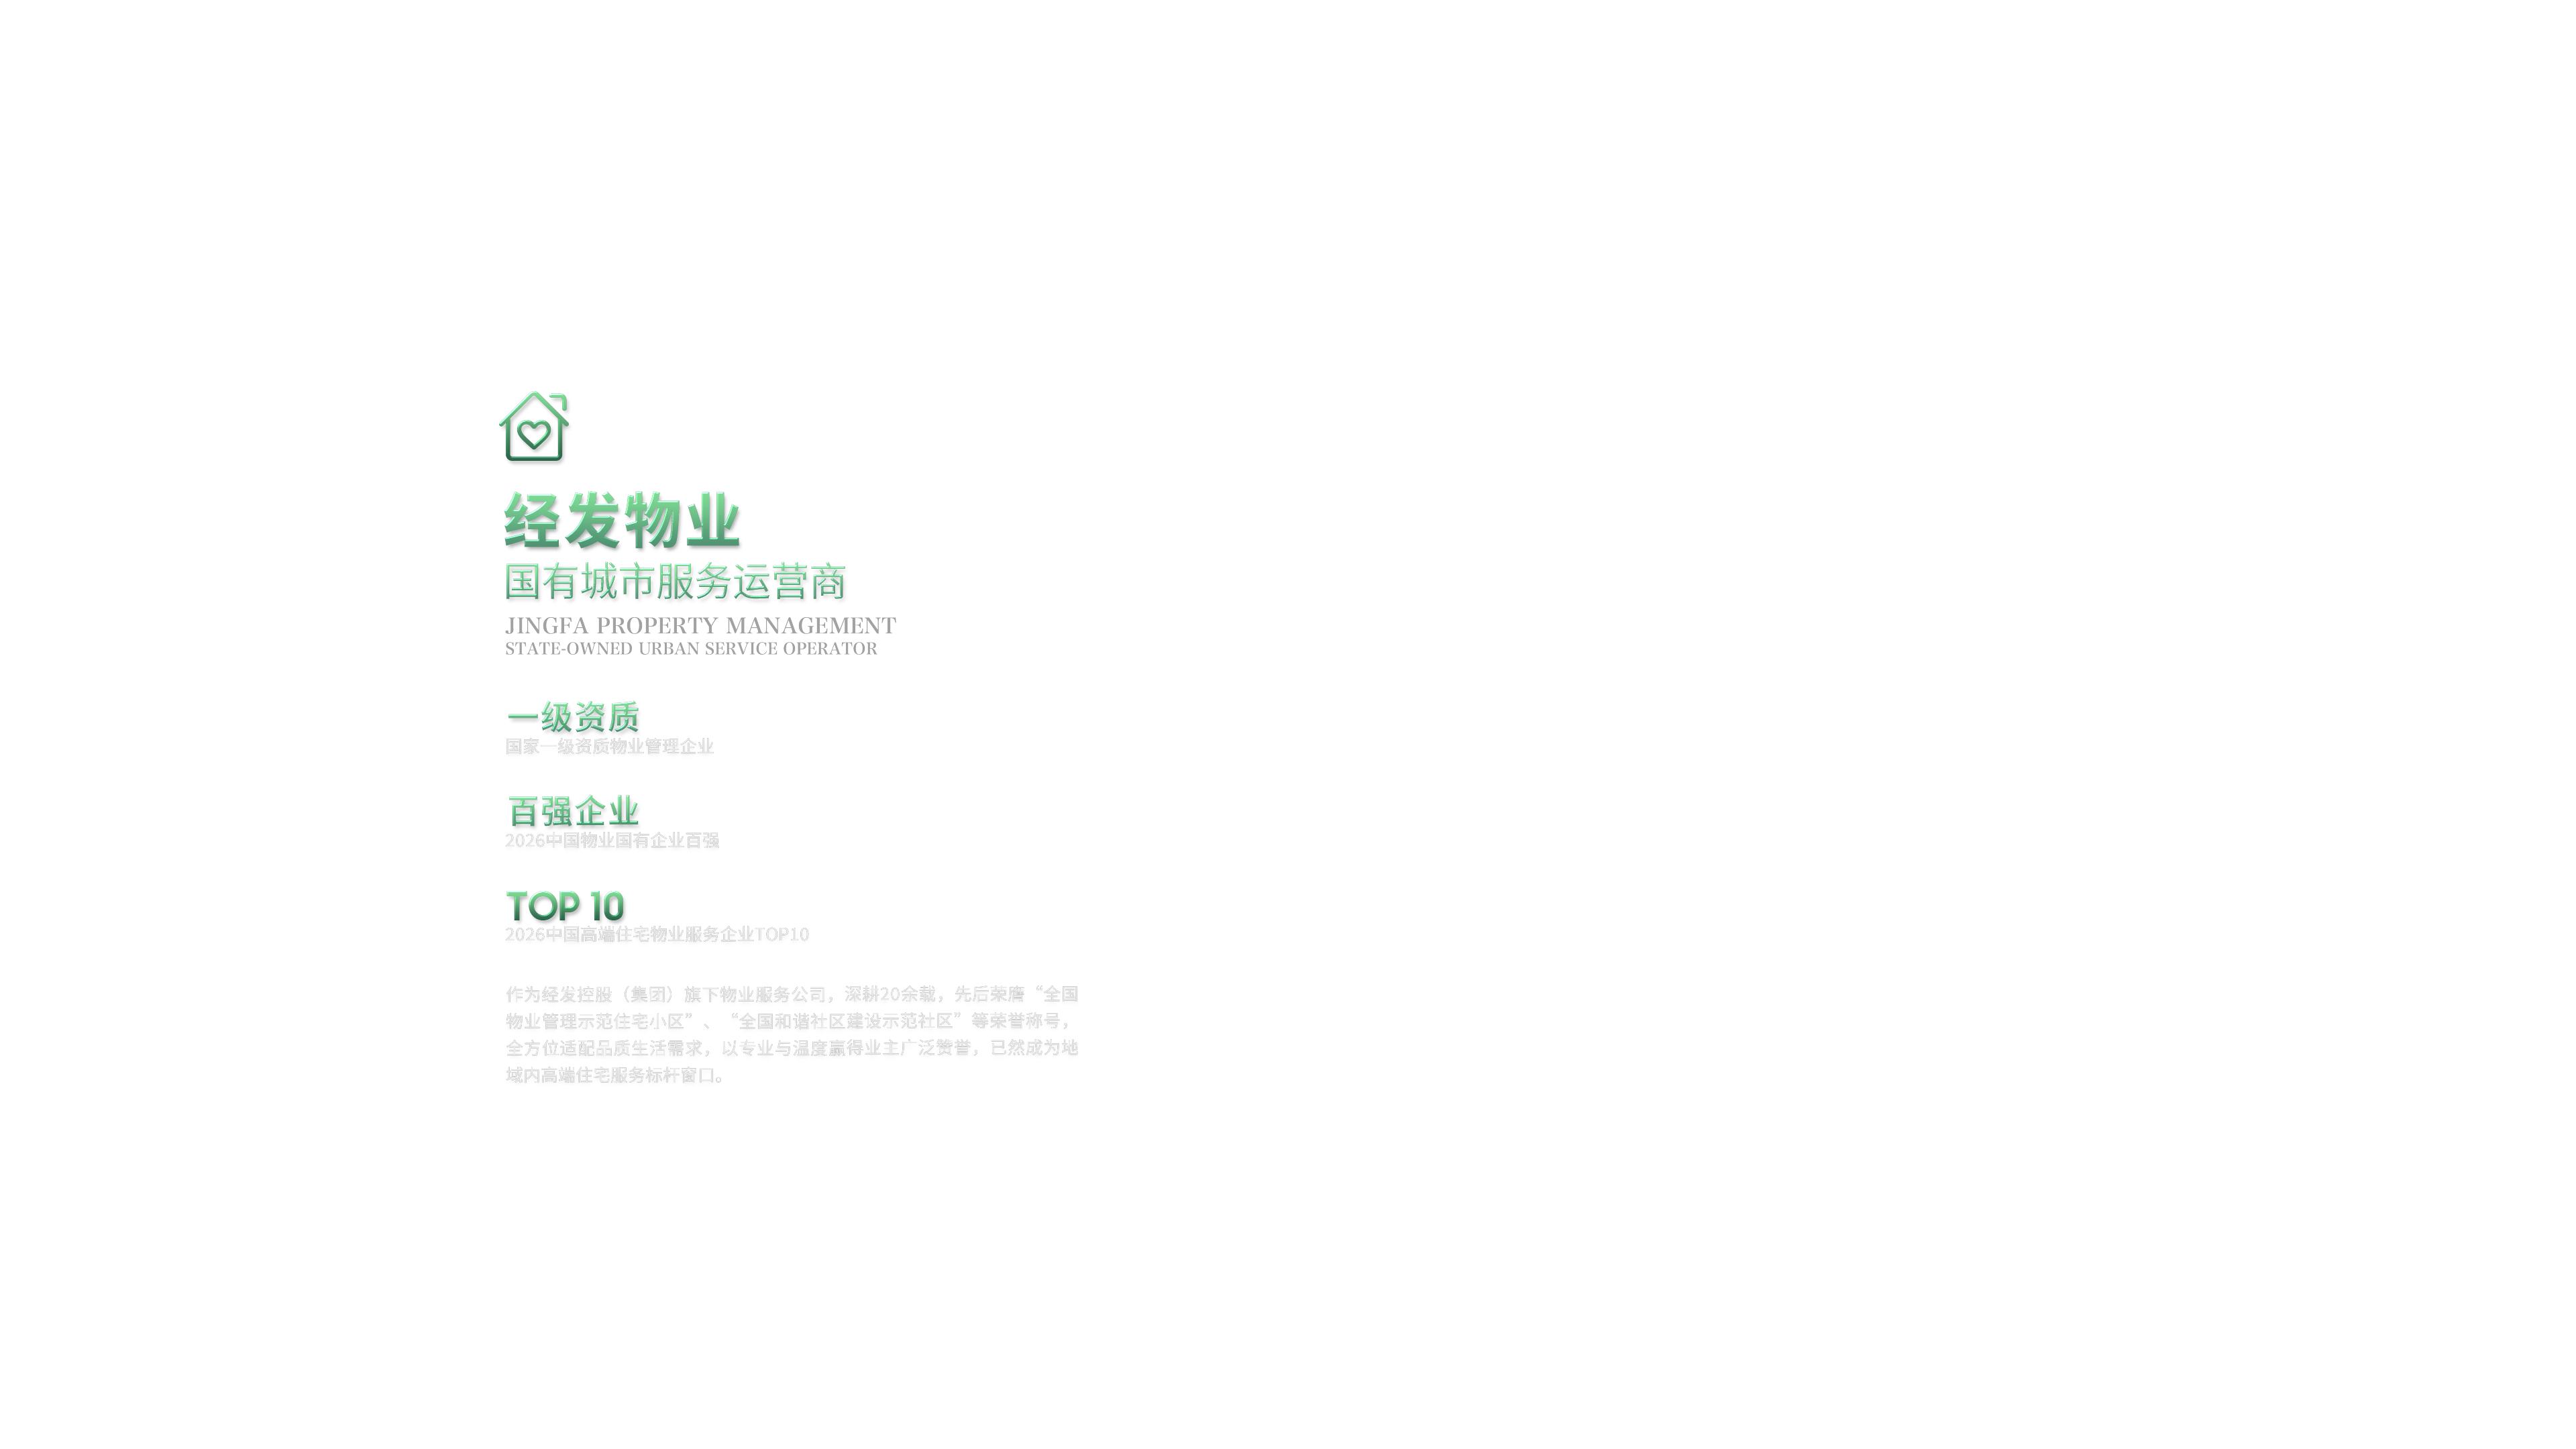 经发物业
国有城市服务运营商
JINGFA PROPERTY MANAGEMENT
STATE-OWNED URBAN SERVICE OPERATOR
一级资质
国家一级资质物业管理企业
百强企业
2026中国物业国有企业百强
TOP 10
2026中国高端住宅物业服务企业TOP10
作为经发控股（集团）旗下物业服务公司，深耕20余载，先后荣膺“全国
物业管理示范住宅小区”、“全国和谐社区建设示范社区”等荣誉称号，
全方位适配品质生活需求，以专业与温度赢得业主广泛赞誉，已然成为地
域内高端住宅服务标杆窗口。